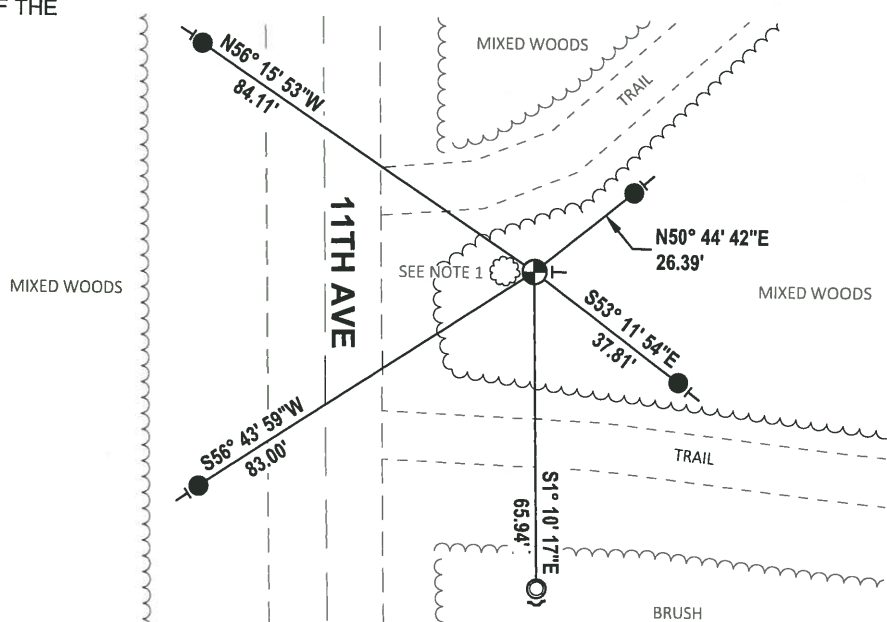 F THE
MIXED WOODS
N56° 15' 53"W
84.11'
TRAIL
11TH AVE
N50° 44' 42"E
26.39'
SEE NOTE 1
MIXED WOODS
MIXED WOODS
S53° 11' 54"E
37.81'
S56° 43' 59"W
83.00'
TRAIL
S1° 10' 17"E
65.94'
BRUSH